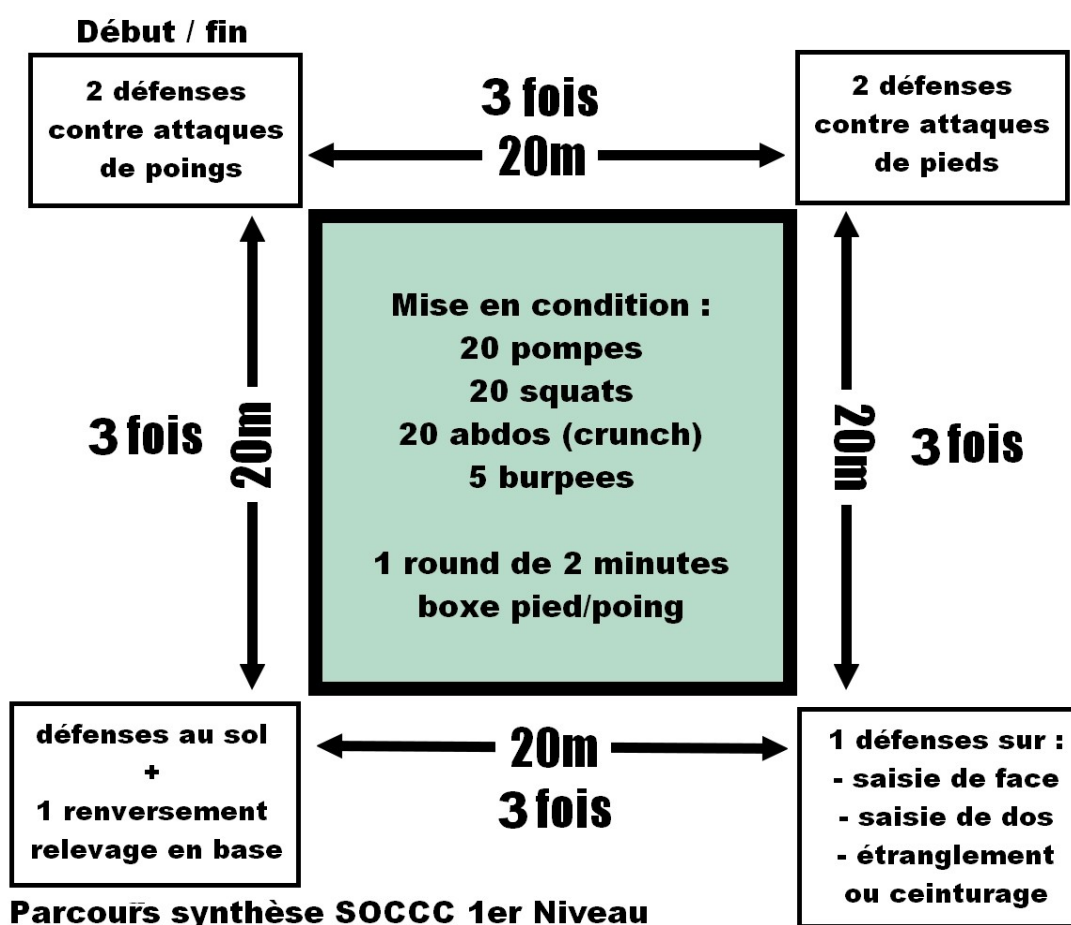 Début / fin
2 défenses
contre attaques
de poings
3 fois
20m
2 défenses
contre attaques
de pieds
Mise en condition :
20 pompes
20 squats
20 abdos (crunch)
5 burpees
1 round de 2 minutes
boxe pied/poing
3 fois
20m
20m
3 fois
défenses au sol
+
1 renversement
relevage en base
20m
3 fois
1 défenses sur :
- saisie de face
- saisie de dos
- étranglement
ou ceinturage
Parcours synthèse SOCCC 1er Niveau